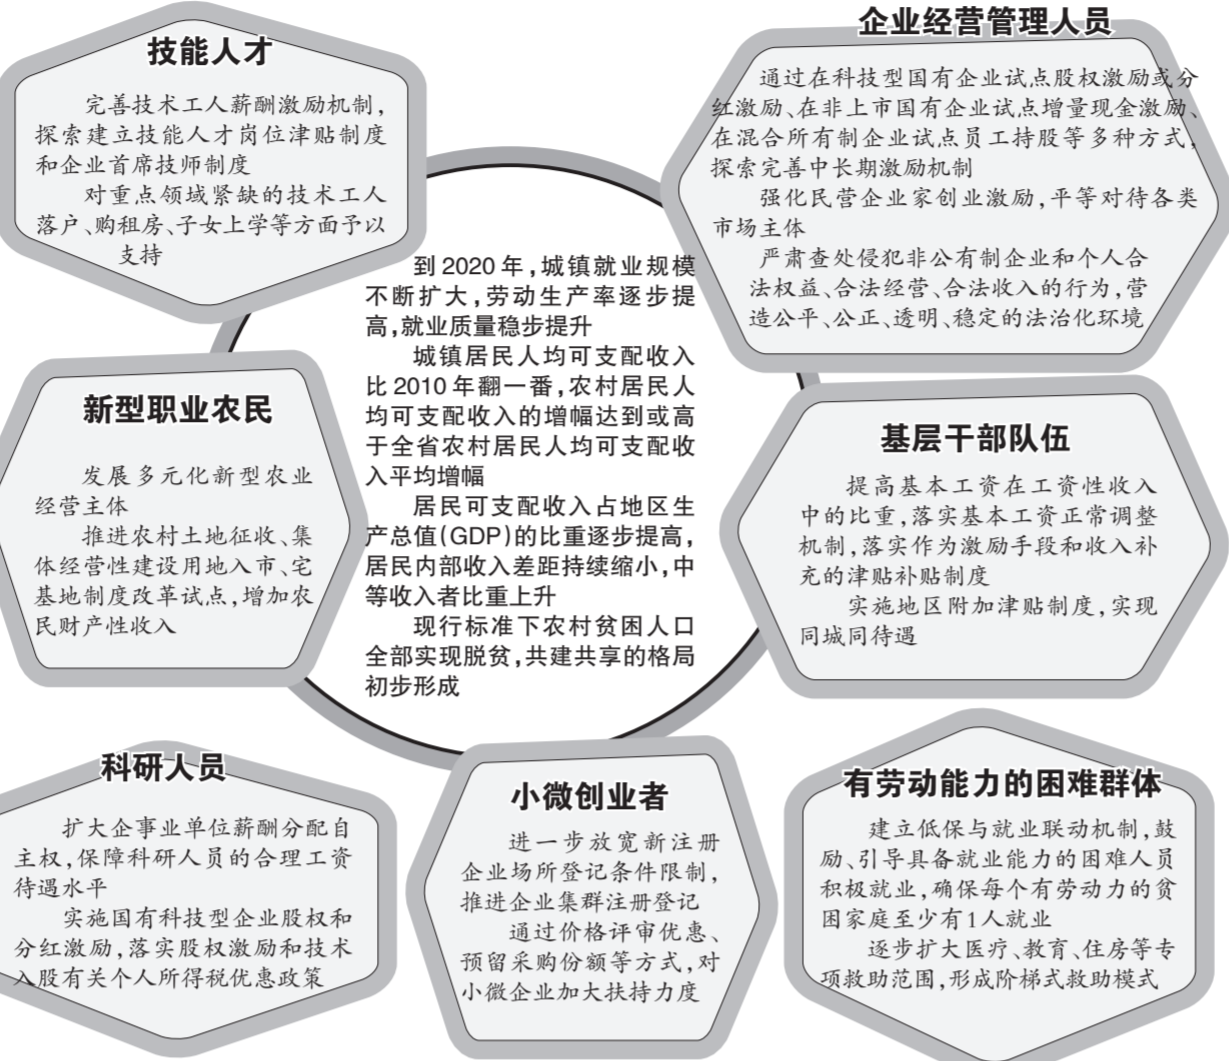 技能人才
完善技术工人薪酬激励机制，
探索建立技能人才岗位津贴制度
和企业首席技师制度
对重点领域紧缺的技术工人
落户、购租房、子女上学等方面予以
支持
企业经营管理人员
通过在科技型国有企业试点股权激励或分
红激励、在非上市国有企业试点增量现金激励、
在混合所有制企业试点员工持股等多种方式，
探索完善中长期激励机制
强化民营企业家创业激励，平等对待各类
市场主体
严肃查处侵犯非公有制企业和个人合
法权益、合法经营、合法收入的行为，营
造公平、公正、透明、稳定的法治化环境
到2020年，城镇就业规模
不断扩大，劳动生产率逐步提
高，就业质量稳步提升
城镇居民人均可支配收入
比2010年翻一番，农村居民人
均可支配收入的增幅达到或高
于全省农村居民人均可支配收
入平均增幅
居民可支配收入占地区生
产总值(GDP)的比重逐步提高，
居民内部收入差距持续缩小，中
等收入者比重上升
现行标准下农村贫困人口
全部实现脱贫，共建共享的格局
初步形成
新型职业农民
发展多元化新型农业
经营主体
推进农村土地征收、集
体经营性建设用地入市、宅
基地制度改革试点，增加农
民财产性收入
基层干部队伍
提高基本工资在工资性收入
中的比重，落实基本工资正常调整
机制，落实作为激励手段和收入补
充的津贴补贴制度
实施地区附加津贴制度，实现
同城同待遇
科研人员
扩大企事业单位薪酬分配自
主权，保障科研人员的合理工资
待遇水平
实施国有科技型企业股权和
分红激励，落实股权激励和技术
入股有关个人所得税优惠政策
小微创业者
进一步放宽新注册
企业场所登记条件限制，
推进企业集群注册登记
通过价格评审优惠、
预留采购份额等方式，对
小微企业加大扶持力度
有劳动能力的困难群体
建立低保与就业联动机制，鼓
励、引导具备就业能力的困难人员
积极就业，确保每个有劳动力的贫
困家庭至少有1人就业
逐步扩大医疗、教育、住房等专
项救助范围，形成阶梯式救助模式